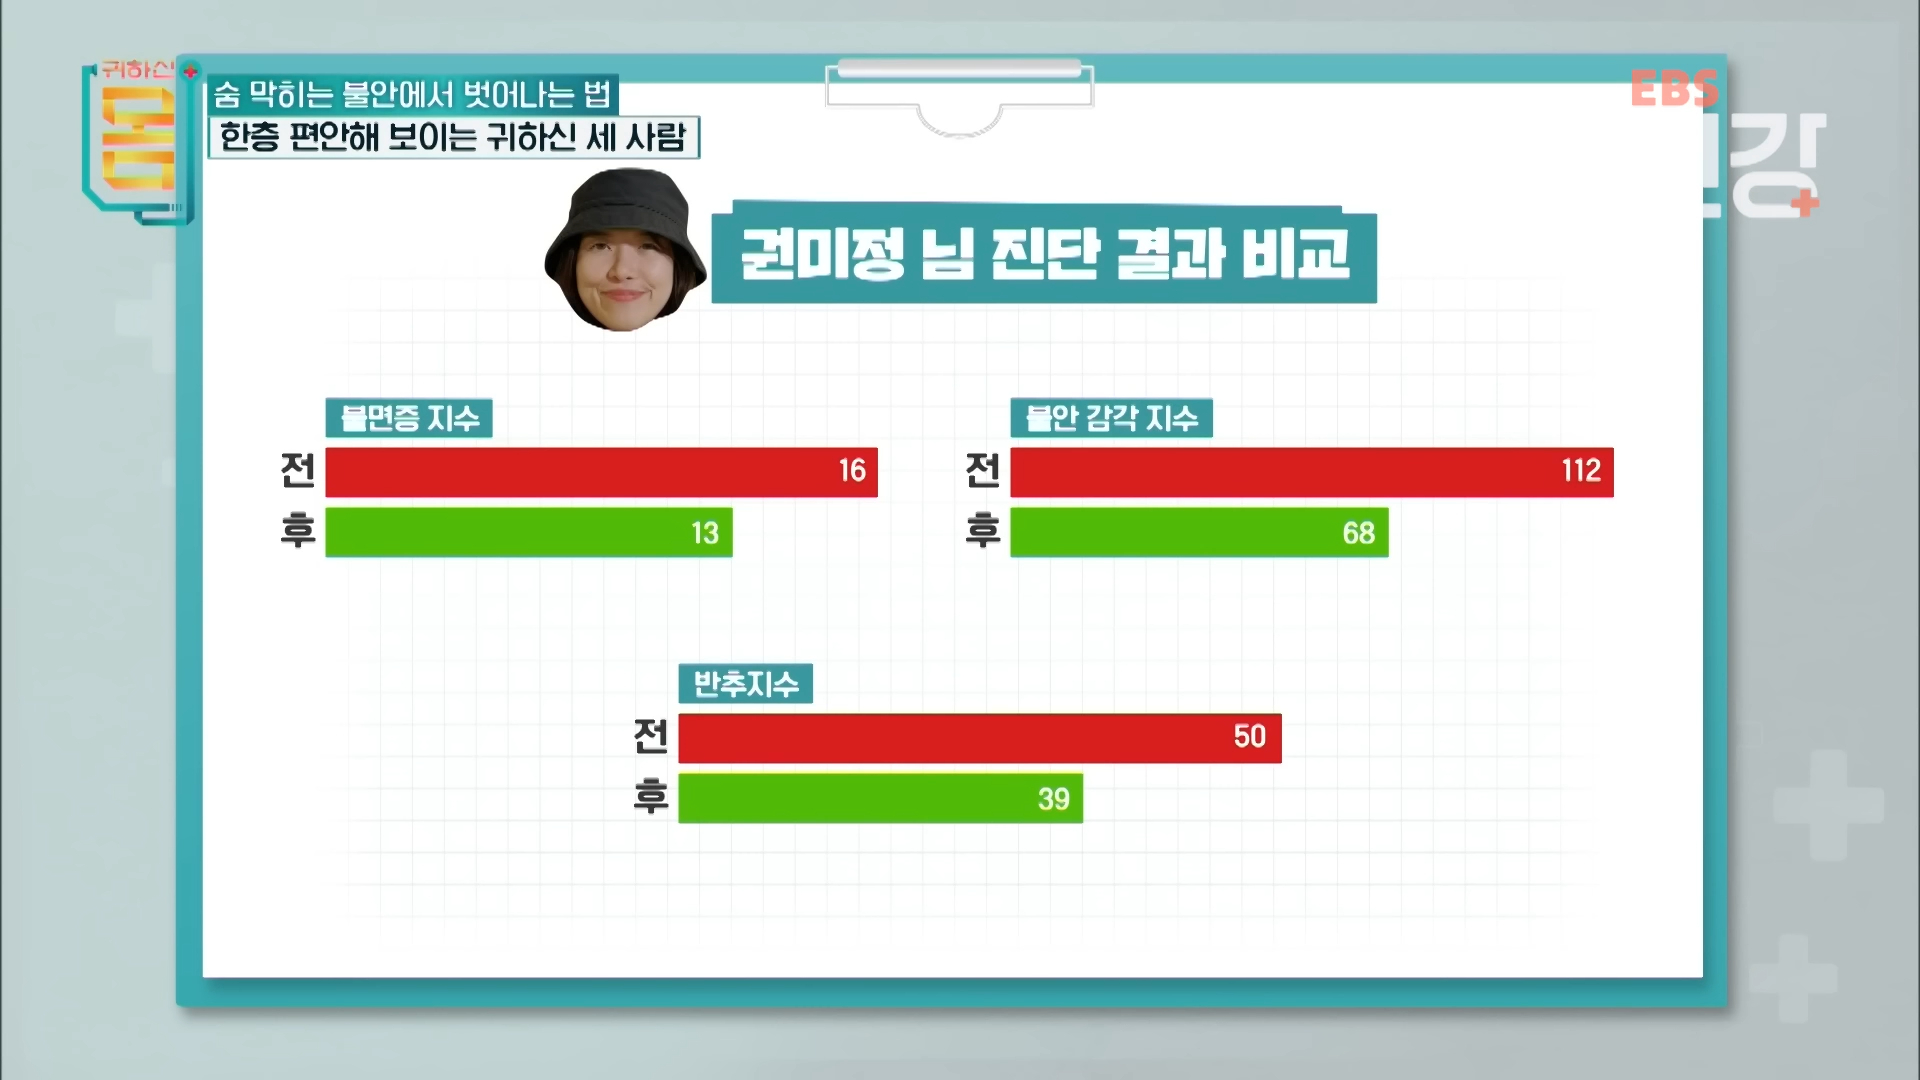 귀하신
몸
숨 막히는 불안에서 벗어나는 법
한층 편안해 보이는 귀하신 세 사람
EBS
건강
권미정 님 진단 결과 비교
불면증 지수
전 16
후 13
불안 감각 지수
전 112
후 68
반추지수
전 50
후 39